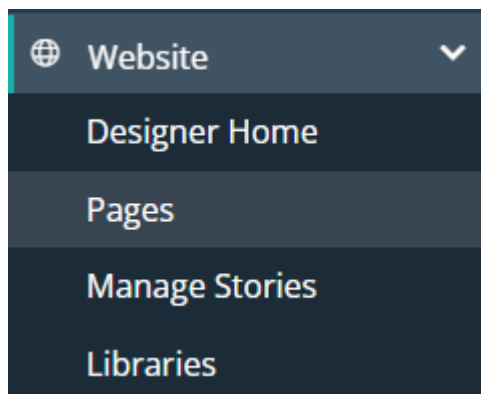 Website
Designer Home
Pages
Manage Stories
Libraries